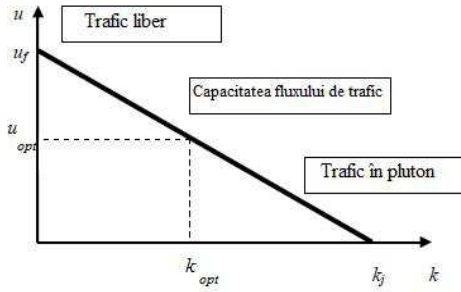 u
Trafic liber
u_f
Capacitatea fluxului de trafic
u_opt
Trafic în pluton
k_opt
k_j
k